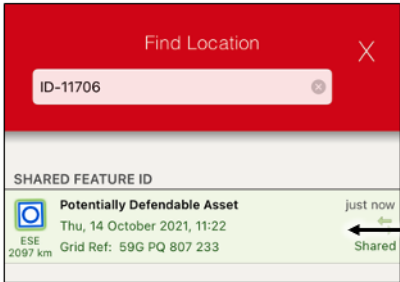 Find Location
X
ID-11706
SHARED FEATURE ID
Potentially Defendable Asset
just now
Thu, 14 October 2021, 11:22
ESE
2097 km
Grid Ref: 59G PQ 807 233
Shared